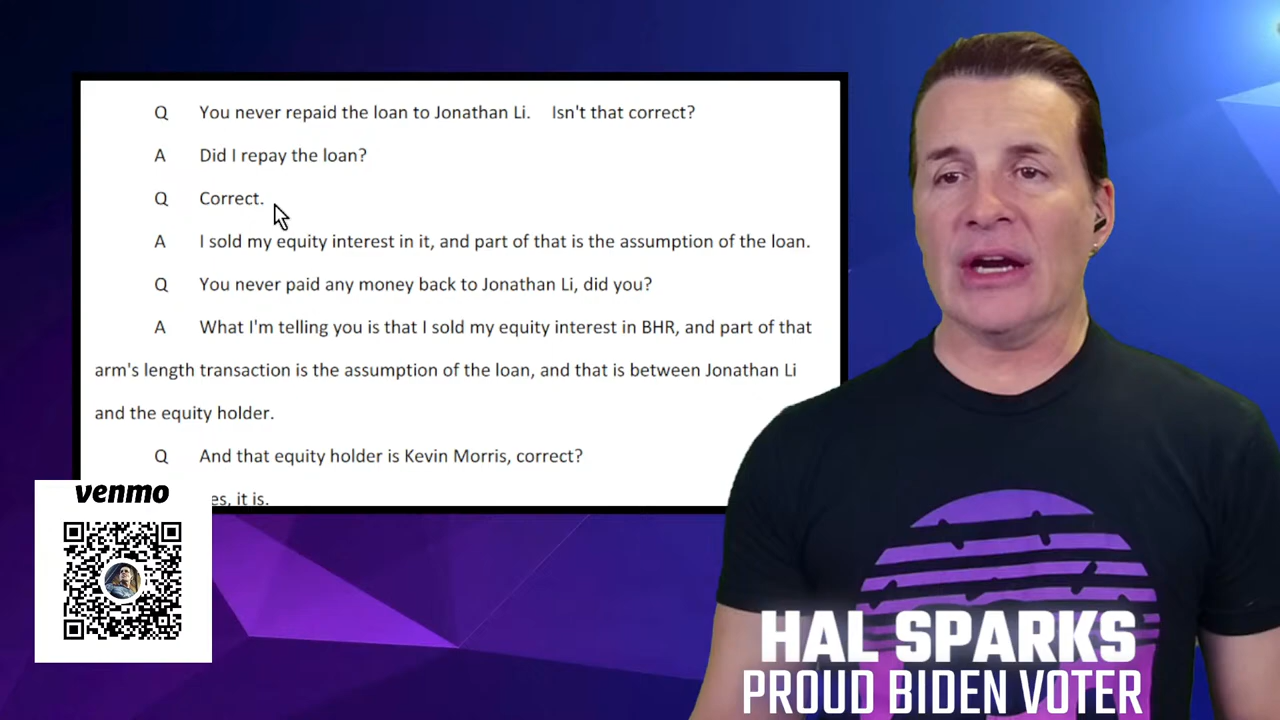 Q You never repaid the loan to Jonathan Li. Isn't that correct?
A Did I repay the loan?
Q Correct.
A I sold my equity interest in it, and part of that is the assumption of the loan.
Q You never paid any money back to Jonathan Li, did you?
A What I'm telling you is that I sold my equity interest in BHR, and part of that
arm's length transaction is the assumption of the loan, and that is between Jonathan Li
and the equity holder.
Q And that equity holder is Kevin Morris, correct?
es, it is.
venmo
HAL SPARKS
PROUD BIDEN VOTER